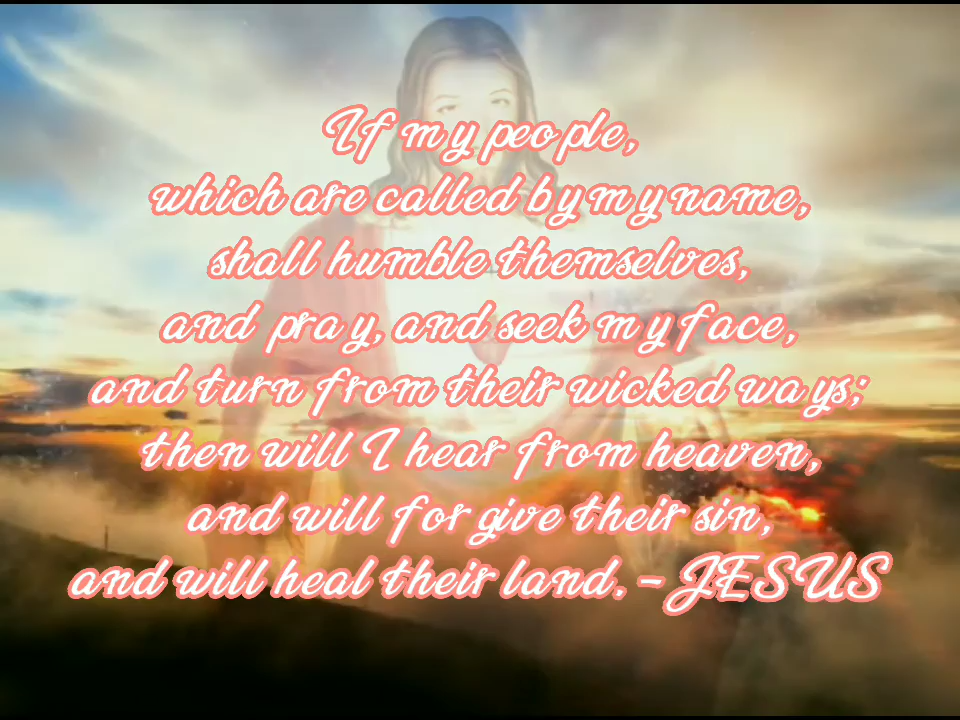 If my people,
which are called by my name,
shall humble themselves,
and pray, and seek my face,
and turn from their wicked ways;
then will I hear from heaven,
and will forgive their sin,
and will heal their land. - JESUS